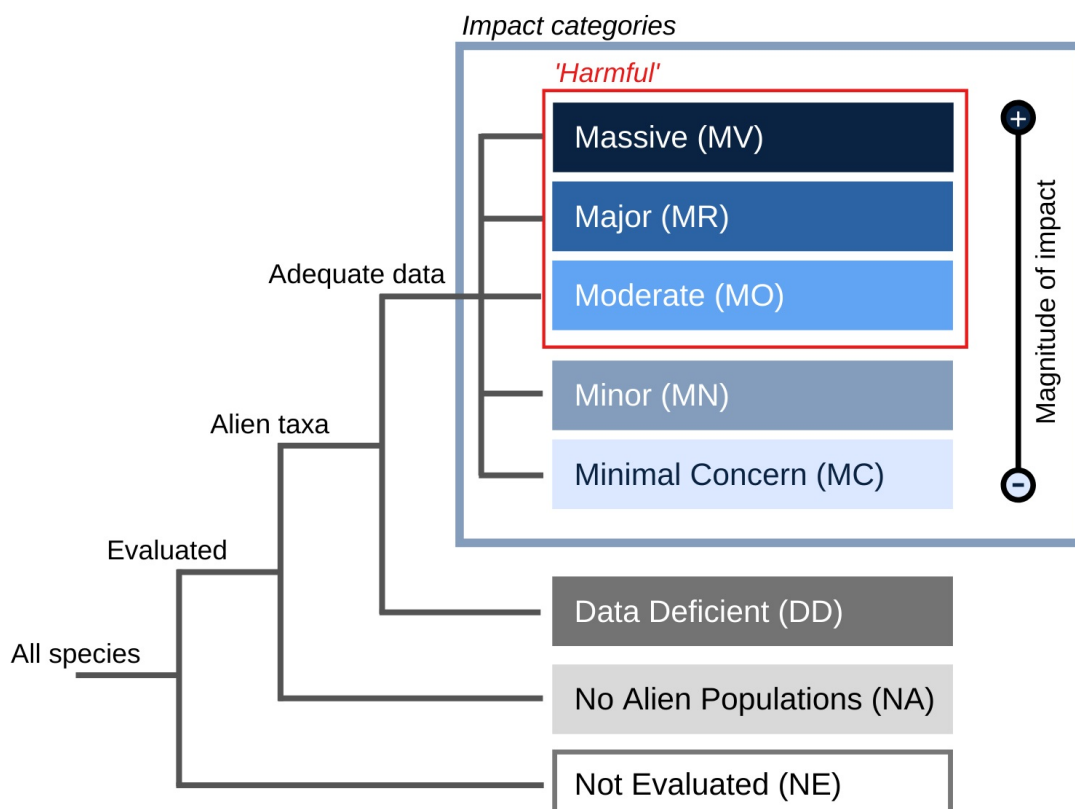 Impact categories
'Harmful'
Massive (MV)
Major (MR)
Moderate (MO)
Minor (MN)
Minimal Concern (MC)
+
Magnitude of impact
-
Adequate data
Alien taxa
Evaluated
All species
Data Deficient (DD)
No Alien Populations (NA)
Not Evaluated (NE)